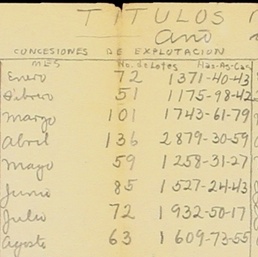 TITULOS
año
CONCESIONES DE EXPLOTACION
MES No. de Lotes Has-As-Cas
Enero 72 1371-40-43
Febrero 51 1175-98-42
Marzo 101 1743-61-79
Abril 136 2879-30-59
Mayo 59 1258-31-27
Junio 85 1527-24-43
Julio 72 1932-50-17
Agosto 63 1609-73-55